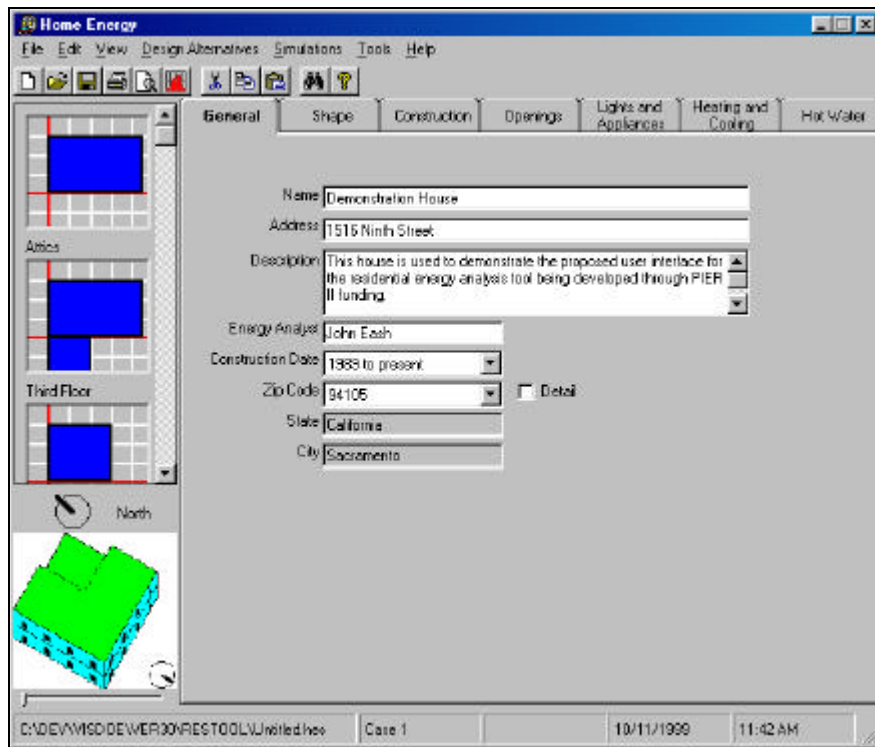 Home Energy
File Edit View Design Alternatives Simulations Tools Help
General Shape Construction Openings Lights and Appliances Heating and Cooling Hot Water
Attics
Third Floor
North
Name Demonstration House
Address 1516 Ninth Street
Description This house is used to demonstrate the proposed user interface for
the residential energy analysis tool being developed through PIER
II funding.
Energy Analyst John Eash
Construction Date 1989 to present
Zip Code 94105 Detail
State California
City Sacramento
Case 1 10/11/1999 11:42 AM